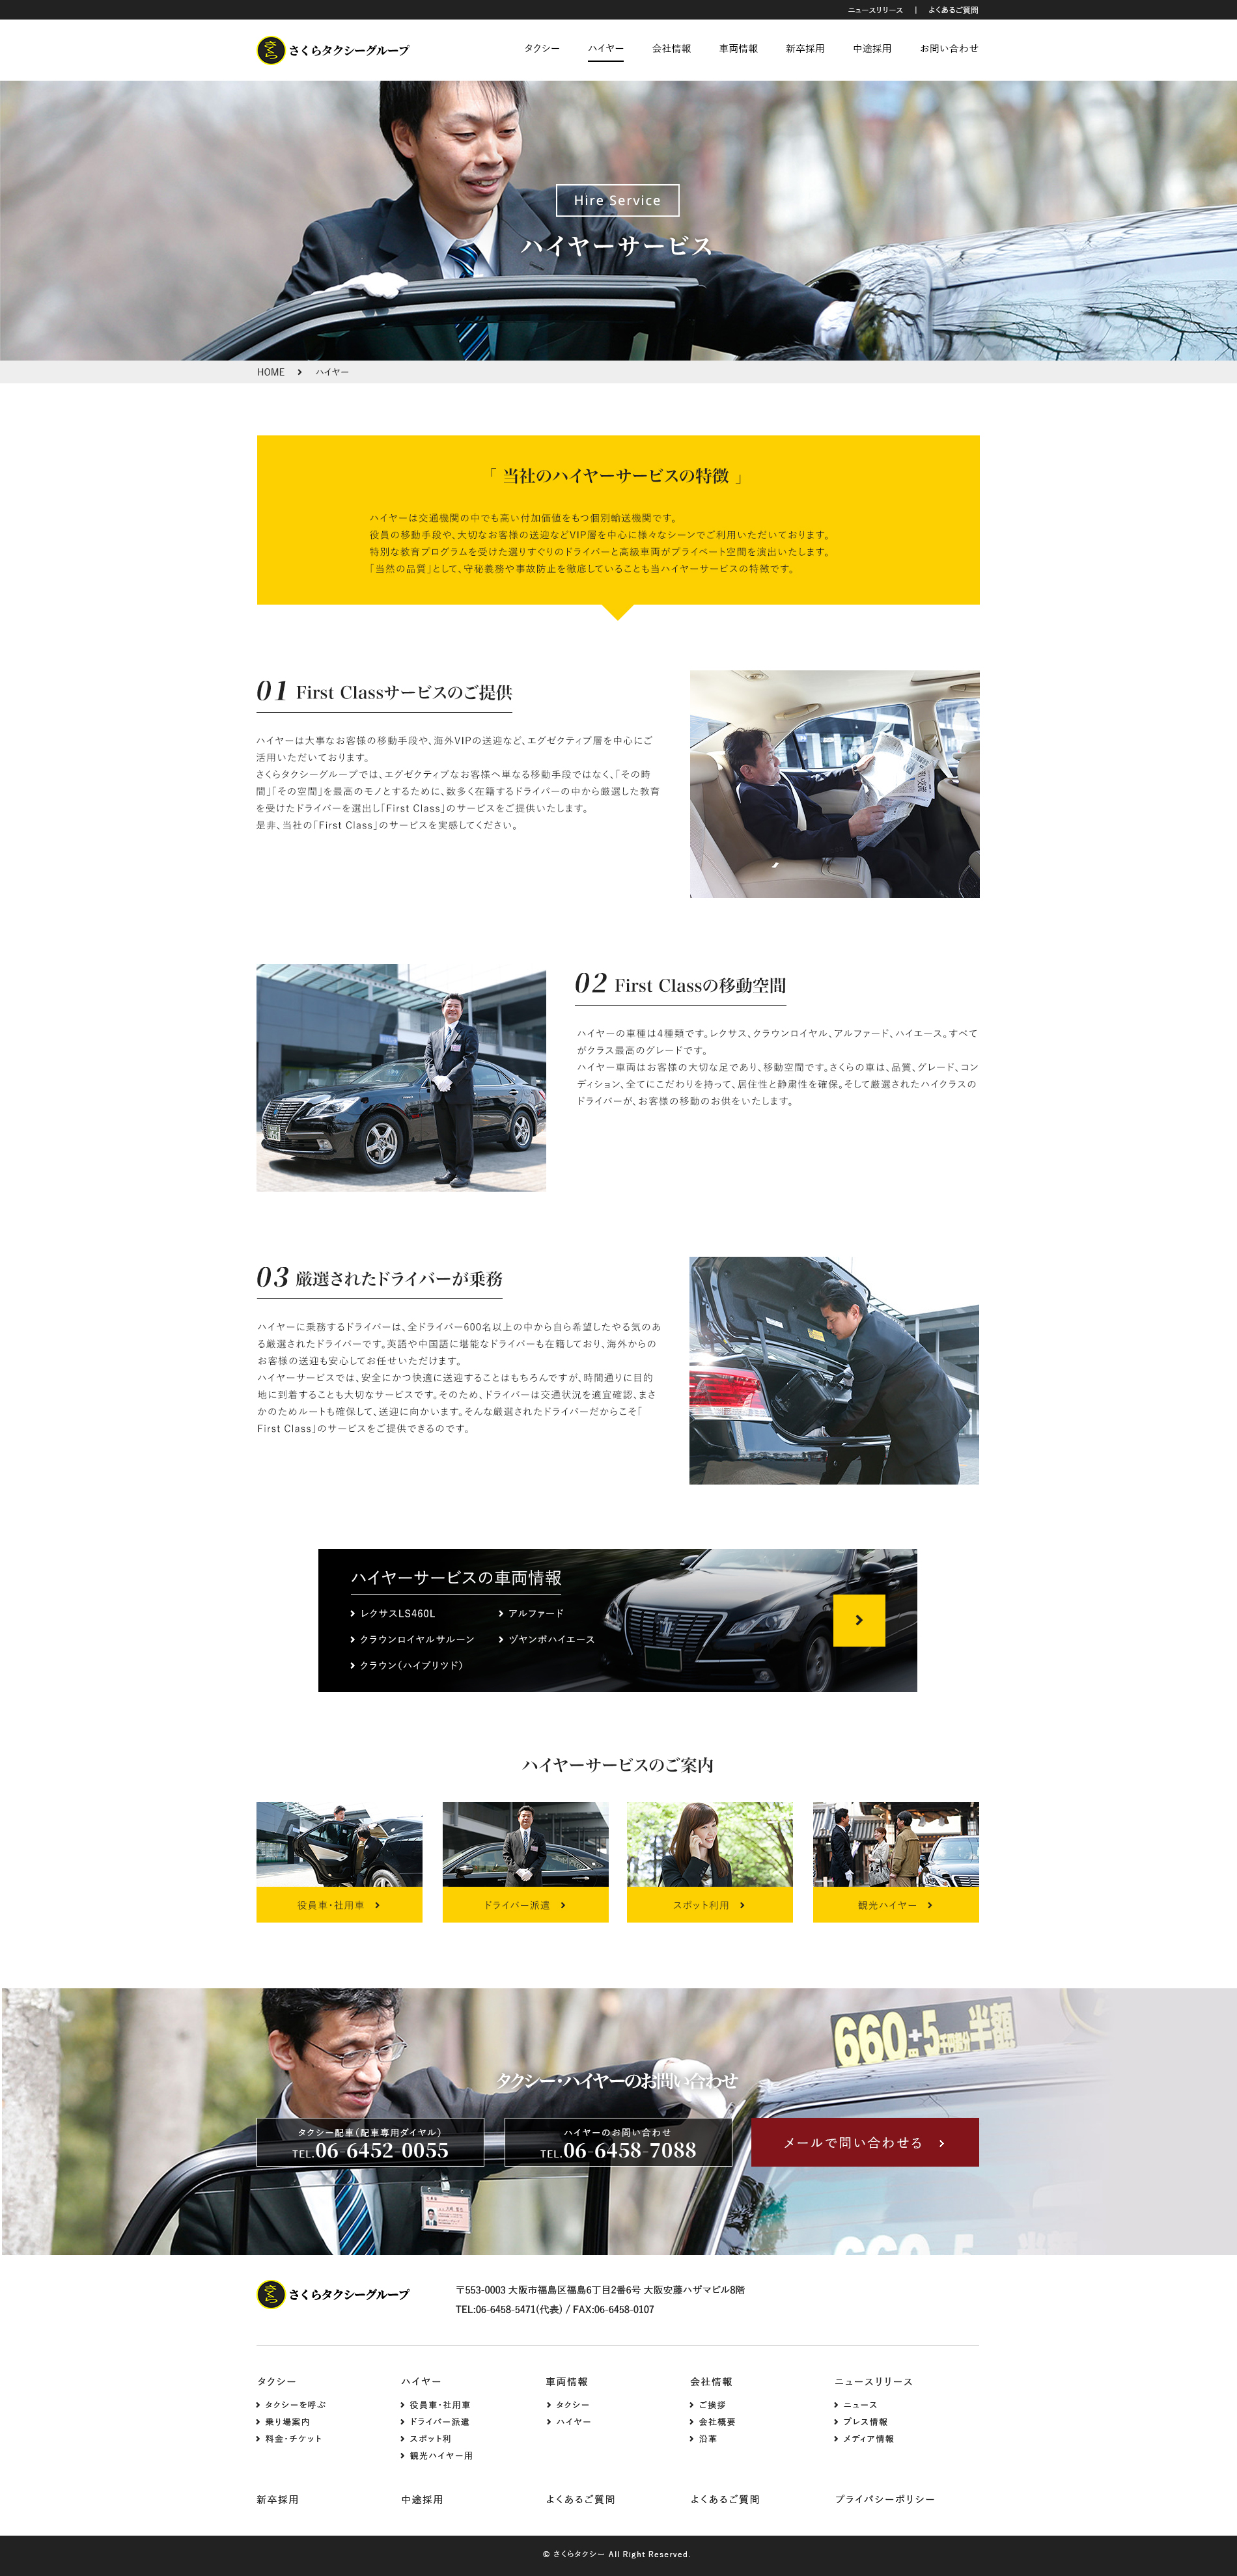 ニュースリリース | よくあるご質問
さくらタクシーグループ
タクシー ハイヤー 会社情報 車両情報 新卒採用 中途採用 お問い合わせ
Hire Service
ハイヤーサービス
HOME ハイヤー
「 当社のハイヤーサービスの特徴 」
ハイヤーは交通機関の中でも高い付加価値をもつ個別輸送機関です。
役員の移動手段や、大切なお客様の送迎などVIP層を中心に様々なシーンでご利用いただいております。
特別な教育プログラムを受けた選りすぐりのドライバーと高級車両がプライベート空間を演出いたします。
「当然の品質」として、守秘義務や事故防止を徹底していることも当ハイヤーサービスの特徴です。
01 First Classサービスのご提供
ハイヤーは大事なお客様の移動手段や、海外VIPの送迎など、エグゼクティブ層を中心にご
活用いただいております。
さくらタクシーグループでは、エグゼクティブなお客様へ単なる移動手段ではなく、「その時
間」「その空間」を最高のモノとするために、数多く在籍するドライバーの中から厳選した教育
を受けたドライバーを選出し「First Class」のサービスをご提供いたします。
是非、当社の「First Class」のサービスを実感してください。
02 First Classの移動空間
ハイヤーの車種は4種類です。レクサス、クラウンロイヤル、アルファード、ハイエース。すべて
がクラス最高のグレードです。
ハイヤー車両はお客様の大切な足であり、移動空間です。さくらの車は、品質、グレード、コン
ディション、全てにこだわりを持って、居住性と静粛性を確保。そして厳選されたハイクラスの
ドライバーが、お客様の移動のお供をいたします。
03 厳選されたドライバーが乗務
ハイヤーに乗務するドライバーは、全ドライバー600名以上の中から自ら希望したやる気のあ
る厳選されたドライバーです。英語や中国語に堪能なドライバーも在籍しており、海外からの
お客様の送迎も安心してお任せいただけます。
ハイヤーサービスでは、安全にかつ快適に送迎することはもちろんですが、時間通りに目的
地に到着することも大切なサービスです。そのため、ドライバーは交通状況を適宜確認、まさ
かのためルートも確保して、送迎に向かいます。そんな厳選されたドライバーだからこそ「
First Class」のサービスをご提供できるのです。
ハイヤーサービスの車両情報
レクサスLS460L アルファード
クラウンロイヤルサルーン ヅヤンボハイエース
クラウン（ハイブリツド）
ハイヤーサービスのご案内
役員車・社用車 ドライバー派遣 スポット利用 観光ハイヤー
660円 5千円超分 半額
タクシー・ハイヤーのお問い合わせ
タクシー配車（配車専用ダイヤル）
TEL.06-6452-0055
ハイヤーのお問い合わせ
TEL.06-6458-7088
メールで問い合わせる
660 5 半額
さくらタクシーグループ
〒553-0003 大阪市福島区福島6丁目2番6号 大阪安藤ハザマビル8階
TEL:06-6458-5471(代表) / FAX:06-6458-0107
タクシー
タクシーを呼ぶ
乗り場案内
料金・チケット
ハイヤー
役員車・社用車
ドライバー派遣
スポット利
観光ハイヤー用
車両情報
タクシー
ハイヤー
会社情報
ご挨拶
会社概要
沿革
ニュースリリース
ニュース
プレス情報
メディア情報
新卒採用 中途採用 よくあるご質問 よくあるご質問 プライバシーポリシー
© さくらタクシー All Right Reserved.